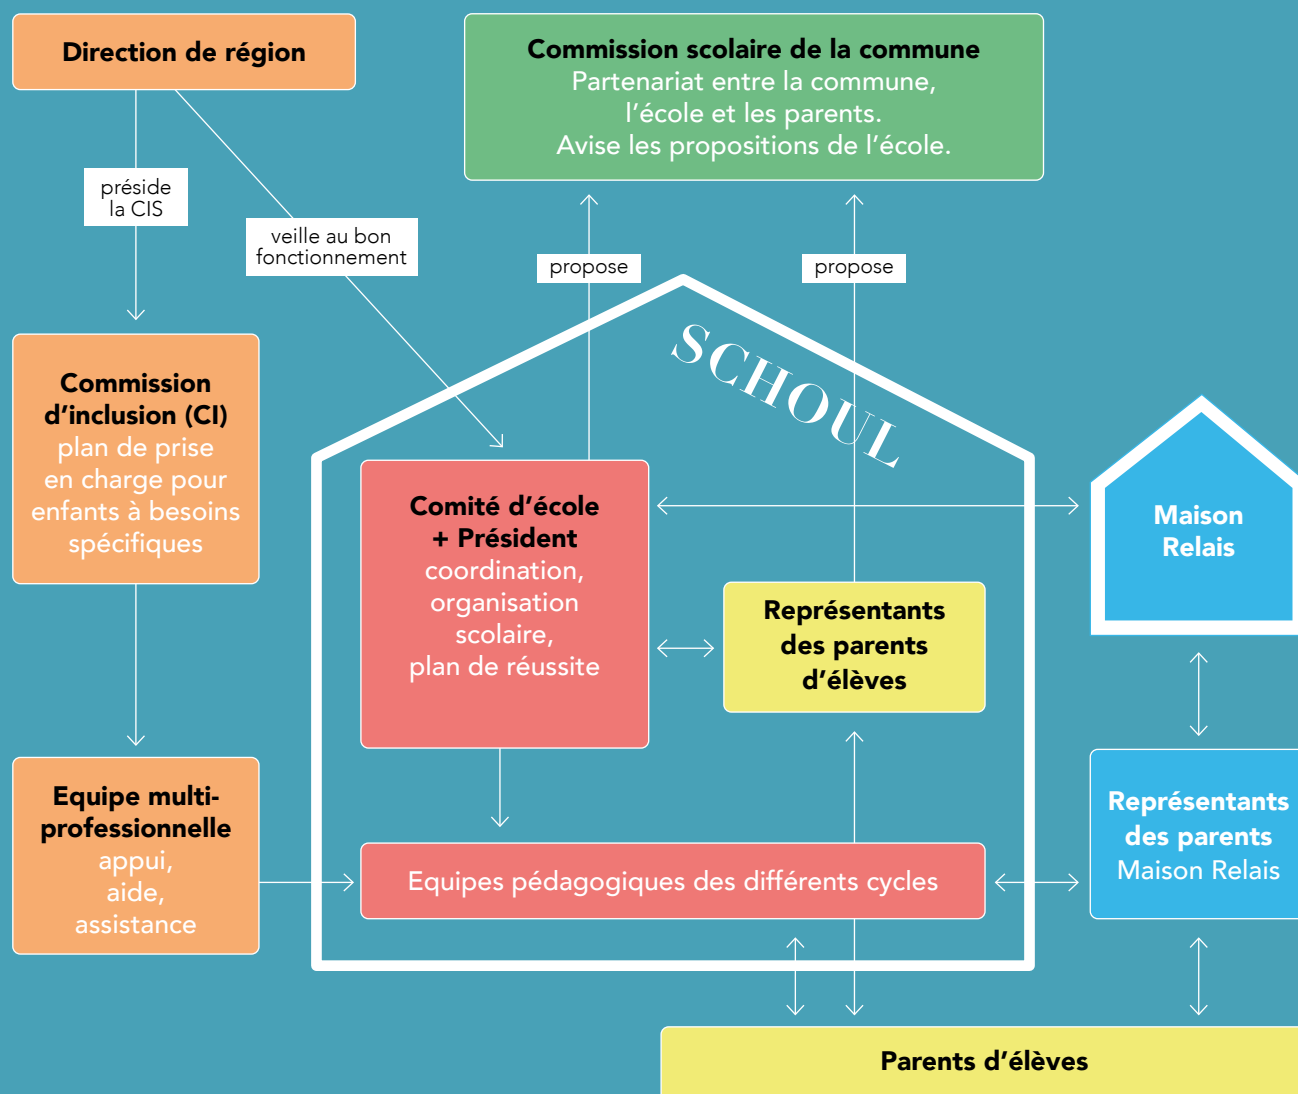 Direction de région
Commission scolaire de la commune
Partenariat entre la commune,
l'école et les parents.
Avise les propositions de l'école.
préside
la CIS
veille au bon
fonctionnement
propose
propose
SCHOUL
Commission
d'inclusion (CI)
plan de prise
en charge pour
enfants à besoins
spécifiques
Comité d'école
+ Président
coordination,
organisation
scolaire,
plan de réussite
Maison
Relais
Représentants
des parents
d'élèves
Equipe multi-
professionnelle
appui,
aide,
assistance
Représentants
des parents
Maison Relais
Equipes pédagogiques des différents cycles
Parents d'élèves